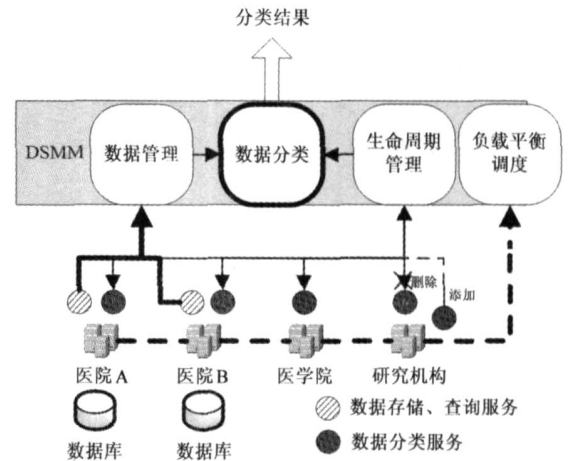 分类结果
DSMM
数据管理
数据分类
生命周期
管理
负载平衡
调度
删除
添加
医院A
医院B
医学院
研究机构
数据库
数据库
数据存储、查询服务
数据分类服务